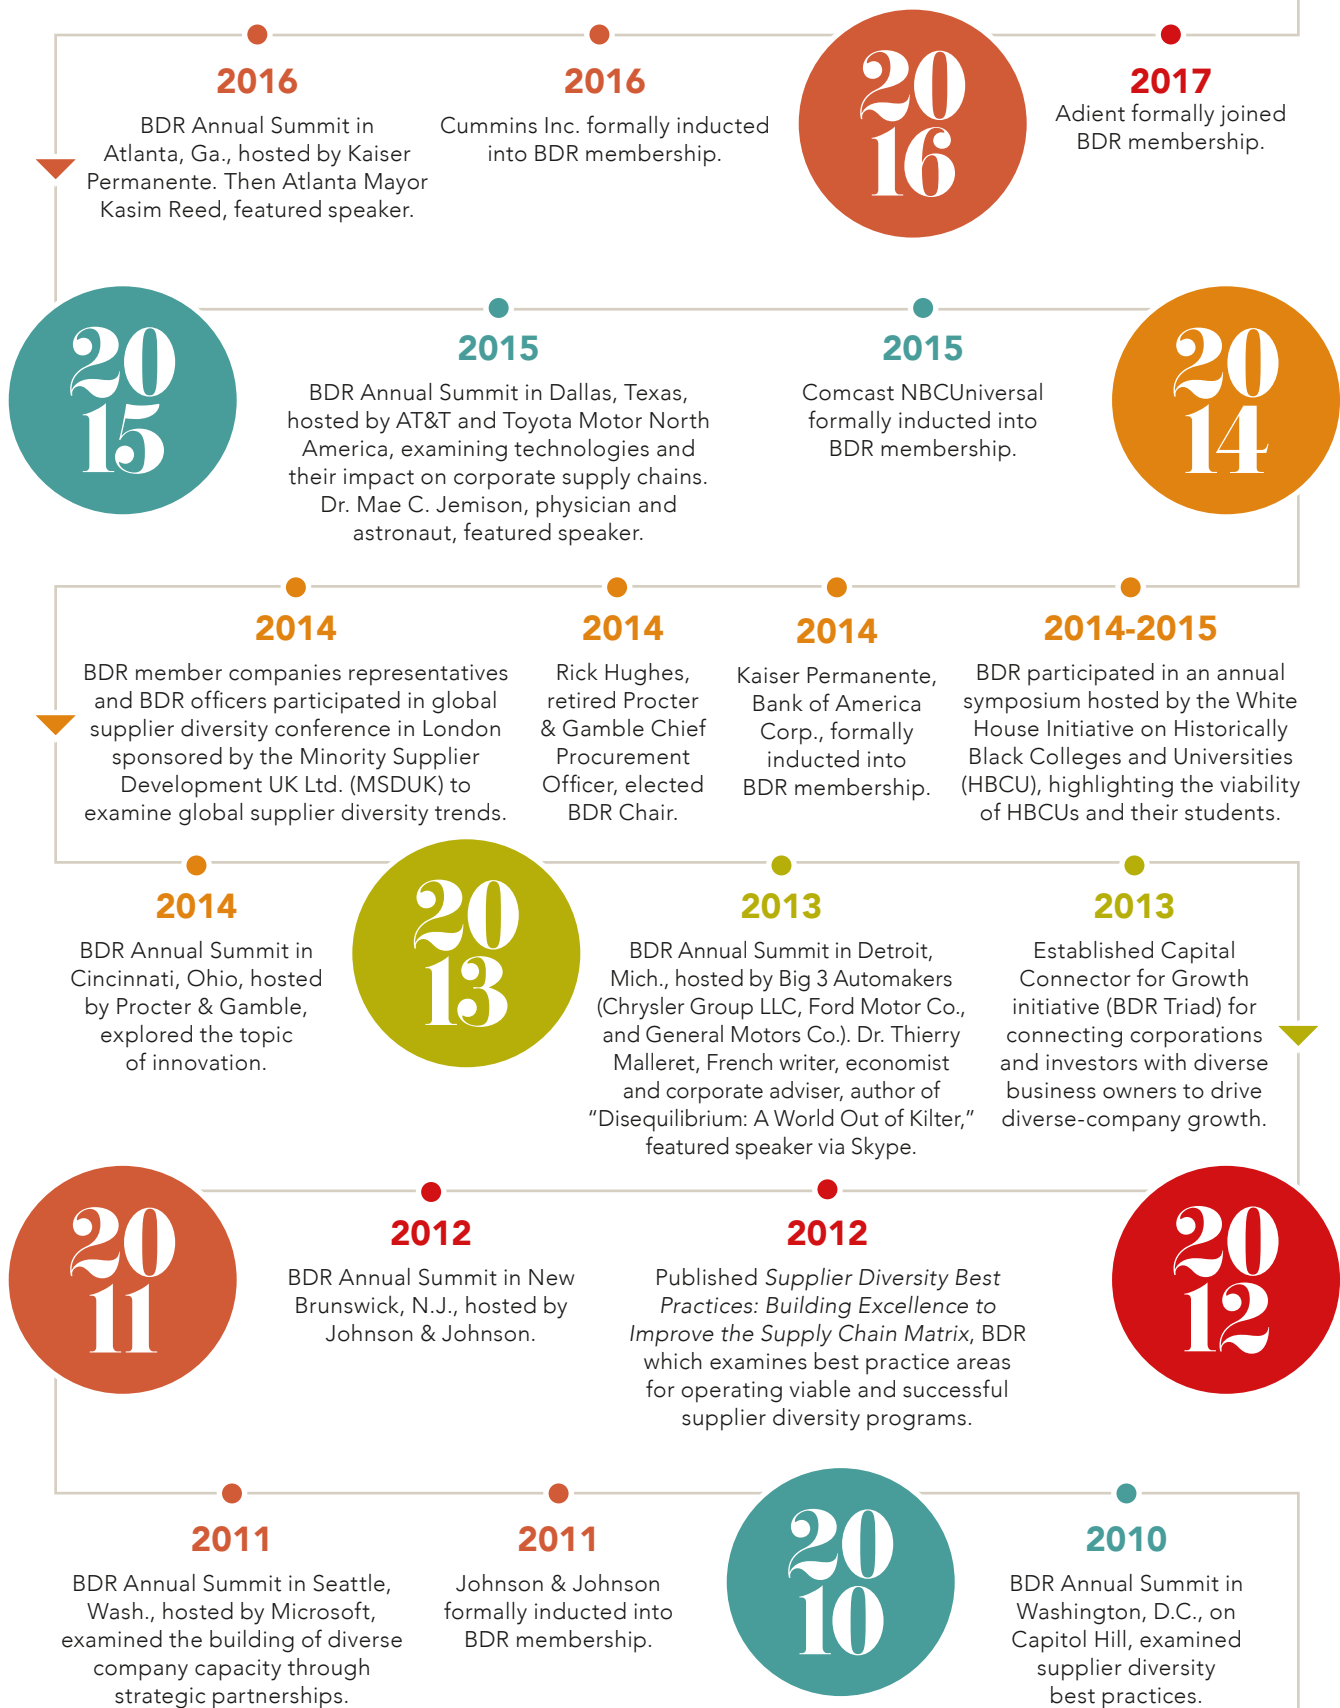 2016
BDR Annual Summit in
Atlanta, Ga., hosted by Kaiser
Permanente. Then Atlanta Mayor
Kasim Reed, featured speaker.
2016
Cummins Inc. formally inducted
into BDR membership.
20
16
2017
Adient formally joined
BDR membership.
20
15
2015
BDR Annual Summit in Dallas, Texas,
hosted by AT&T and Toyota Motor North
America, examining technologies and
their impact on corporate supply chains.
Dr. Mae C. Jemison, physician and
astronaut, featured speaker.
2015
Comcast NBCUniversal
formally inducted into
BDR membership.
20
14
2014
BDR member companies representatives
and BDR officers participated in global
supplier diversity conference in London
sponsored by the Minority Supplier
Development UK Ltd. (MSDUK) to
examine global supplier diversity trends.
2014
Rick Hughes,
retired Procter
& Gamble Chief
Procurement
Officer, elected
BDR Chair.
2014
Kaiser Permanente,
Bank of America
Corp., formally
inducted into
BDR membership.
2014-2015
BDR participated in an annual
symposium hosted by the White
House Initiative on Historically
Black Colleges and Universities
(HBCU), highlighting the viability
of HBCUs and their students.
2014
BDR Annual Summit in
Cincinnati, Ohio, hosted
by Procter & Gamble,
explored the topic
of innovation.
20
13
2013
BDR Annual Summit in Detroit,
Mich., hosted by Big 3 Automakers
(Chrysler Group LLC, Ford Motor Co.,
and General Motors Co.). Dr. Thierry
Malleret, French writer, economist
and corporate adviser, author of
“Disequilibrium: A World Out of Kilter,”
featured speaker via Skype.
2013
Established Capital
Connector for Growth
initiative (BDR Triad) for
connecting corporations
and investors with diverse
business owners to drive
diverse-company growth.
20
11
2012
BDR Annual Summit in New
Brunswick, N.J., hosted by
Johnson & Johnson.
2012
Published Supplier Diversity Best
Practices: Building Excellence to
Improve the Supply Chain Matrix, BDR
which examines best practice areas
for operating viable and successful
supplier diversity programs.
20
12
2011
BDR Annual Summit in Seattle,
Wash., hosted by Microsoft,
examined the building of diverse
company capacity through
strategic partnerships.
2011
Johnson & Johnson
formally inducted into
BDR membership.
20
10
2010
BDR Annual Summit in
Washington, D.C., on
Capitol Hill, examined
supplier diversity
best practices.